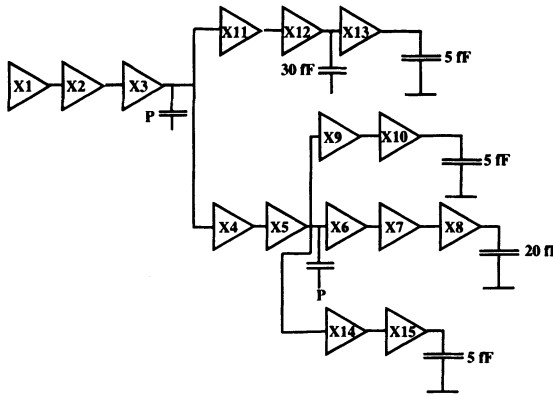 X11 X12 X13
30 fF 5 fF
X1 X2 X3
P
X9 X10
5 fF
X4 X5 X6 X7 X8
20 fF
P
X14 X15
5 fF